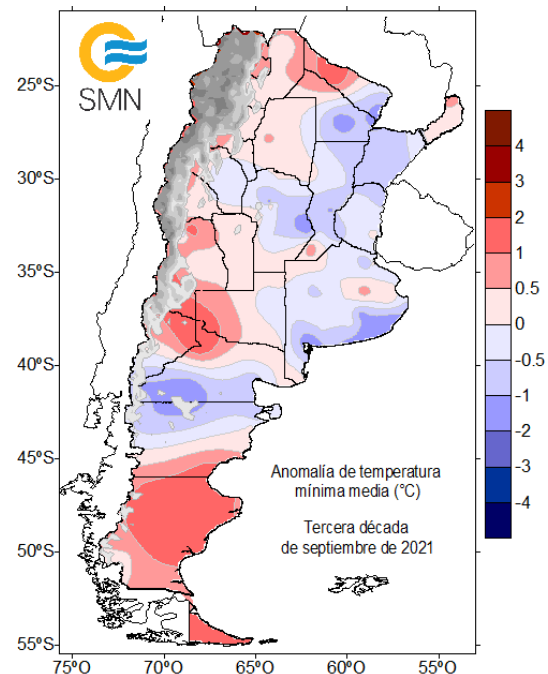 SMN
25°S
30°S
35°S
40°S
45°S
50°S
55°S
75°O
70°O
65°O
60°O
55°O
4
3
2
1
0.5
0
-0.5
-1
-2
-3
-4
Anomalía de temperatura
mínima media (°C)
Tercera década
de septiembre de 2021